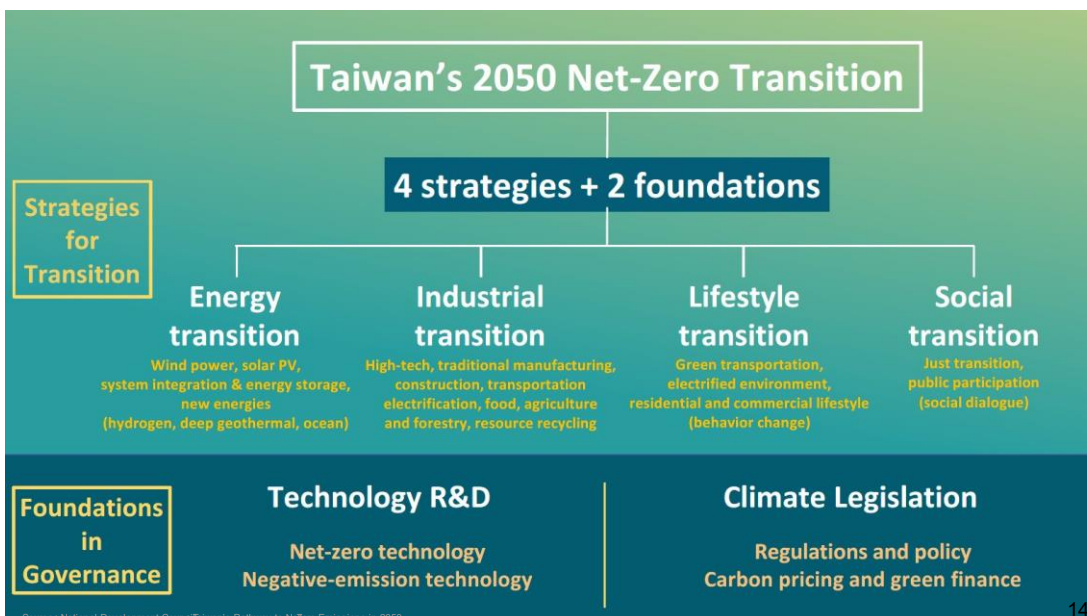 Taiwan's 2050 Net-Zero Transition
4 strategies + 2 foundations
Strategies
for
Transition
Energy
transition
Wind power, solar PV,
system integration & energy storage,
new energies
(hydrogen, deep geothermal, ocean)
Industrial
transition
High-tech, traditional manufacturing,
construction, transportation
electrification, food, agriculture
and forestry, resource recycling
Lifestyle
transition
Green transportation,
electrified environment,
residential and commercial lifestyle
(behavior change)
Social
transition
Just transition,
public participation
(social dialogue)
Foundations
in
Governance
Technology R&D
Net-zero technology
Negative-emission technology
Climate Legislation
Regulations and policy
Carbon pricing and green finance
14